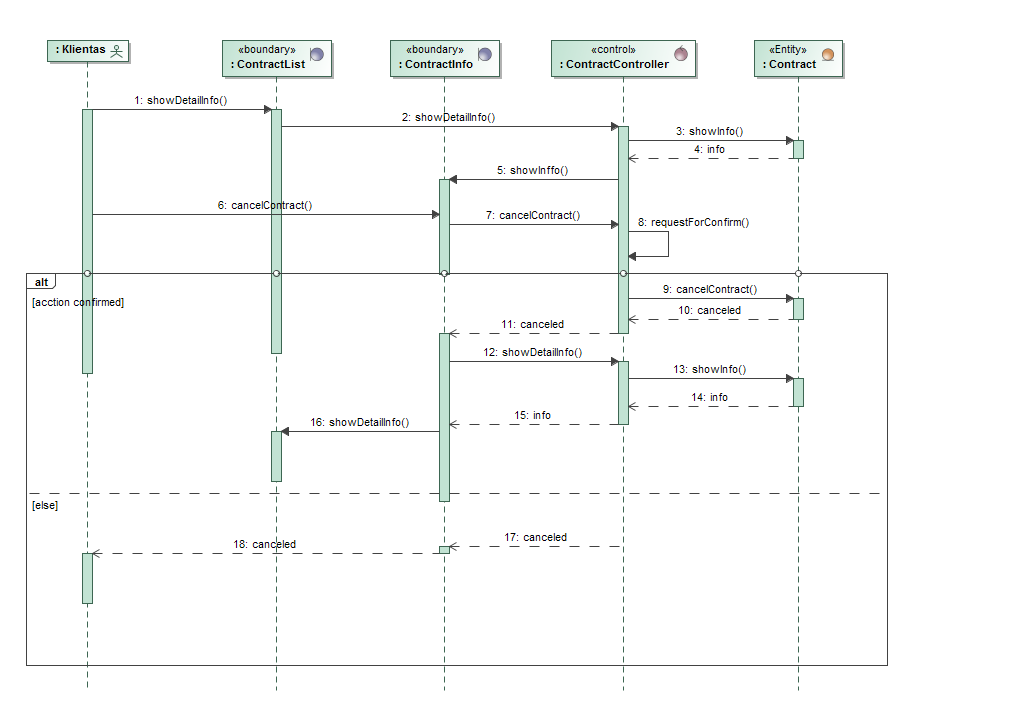 : Klientas
«boundary»
: ContractList
«boundary»
: ContractInfo
«control»
: ContractController
«Entity»
: Contract
1: showDetailInfo()
2: showDetailInfo()
3: showInfo()
4: info
5: showInffo()
6: cancelContract()
7: cancelContract()
8: requestForConfirm()
alt
[acction confirmed]
9: cancelContract()
10: canceled
11: canceled
12: showDetailInfo()
13: showInfo()
14: info
15: info
16: showDetailInfo()
[else]
17: canceled
18: canceled